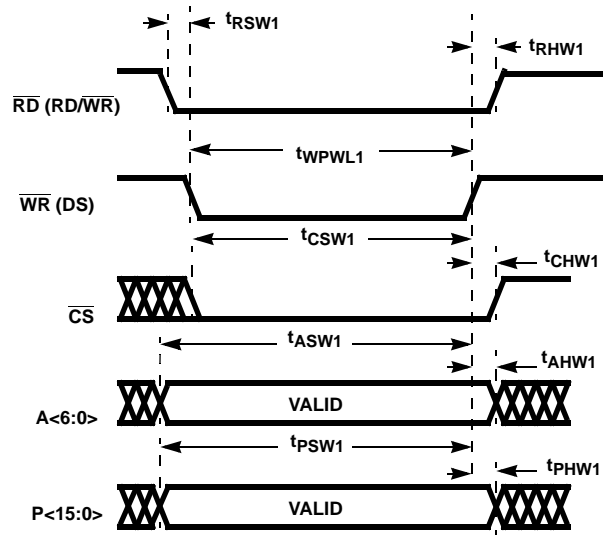 tRSW1
tRHW1
RD (RD/WR)
tWPWL1
WR (DS)
tCSW1
tCHW1
CS
tASW1
tAHW1
A<6:0>
VALID
tPSW1
tPHW1
P<15:0>
VALID